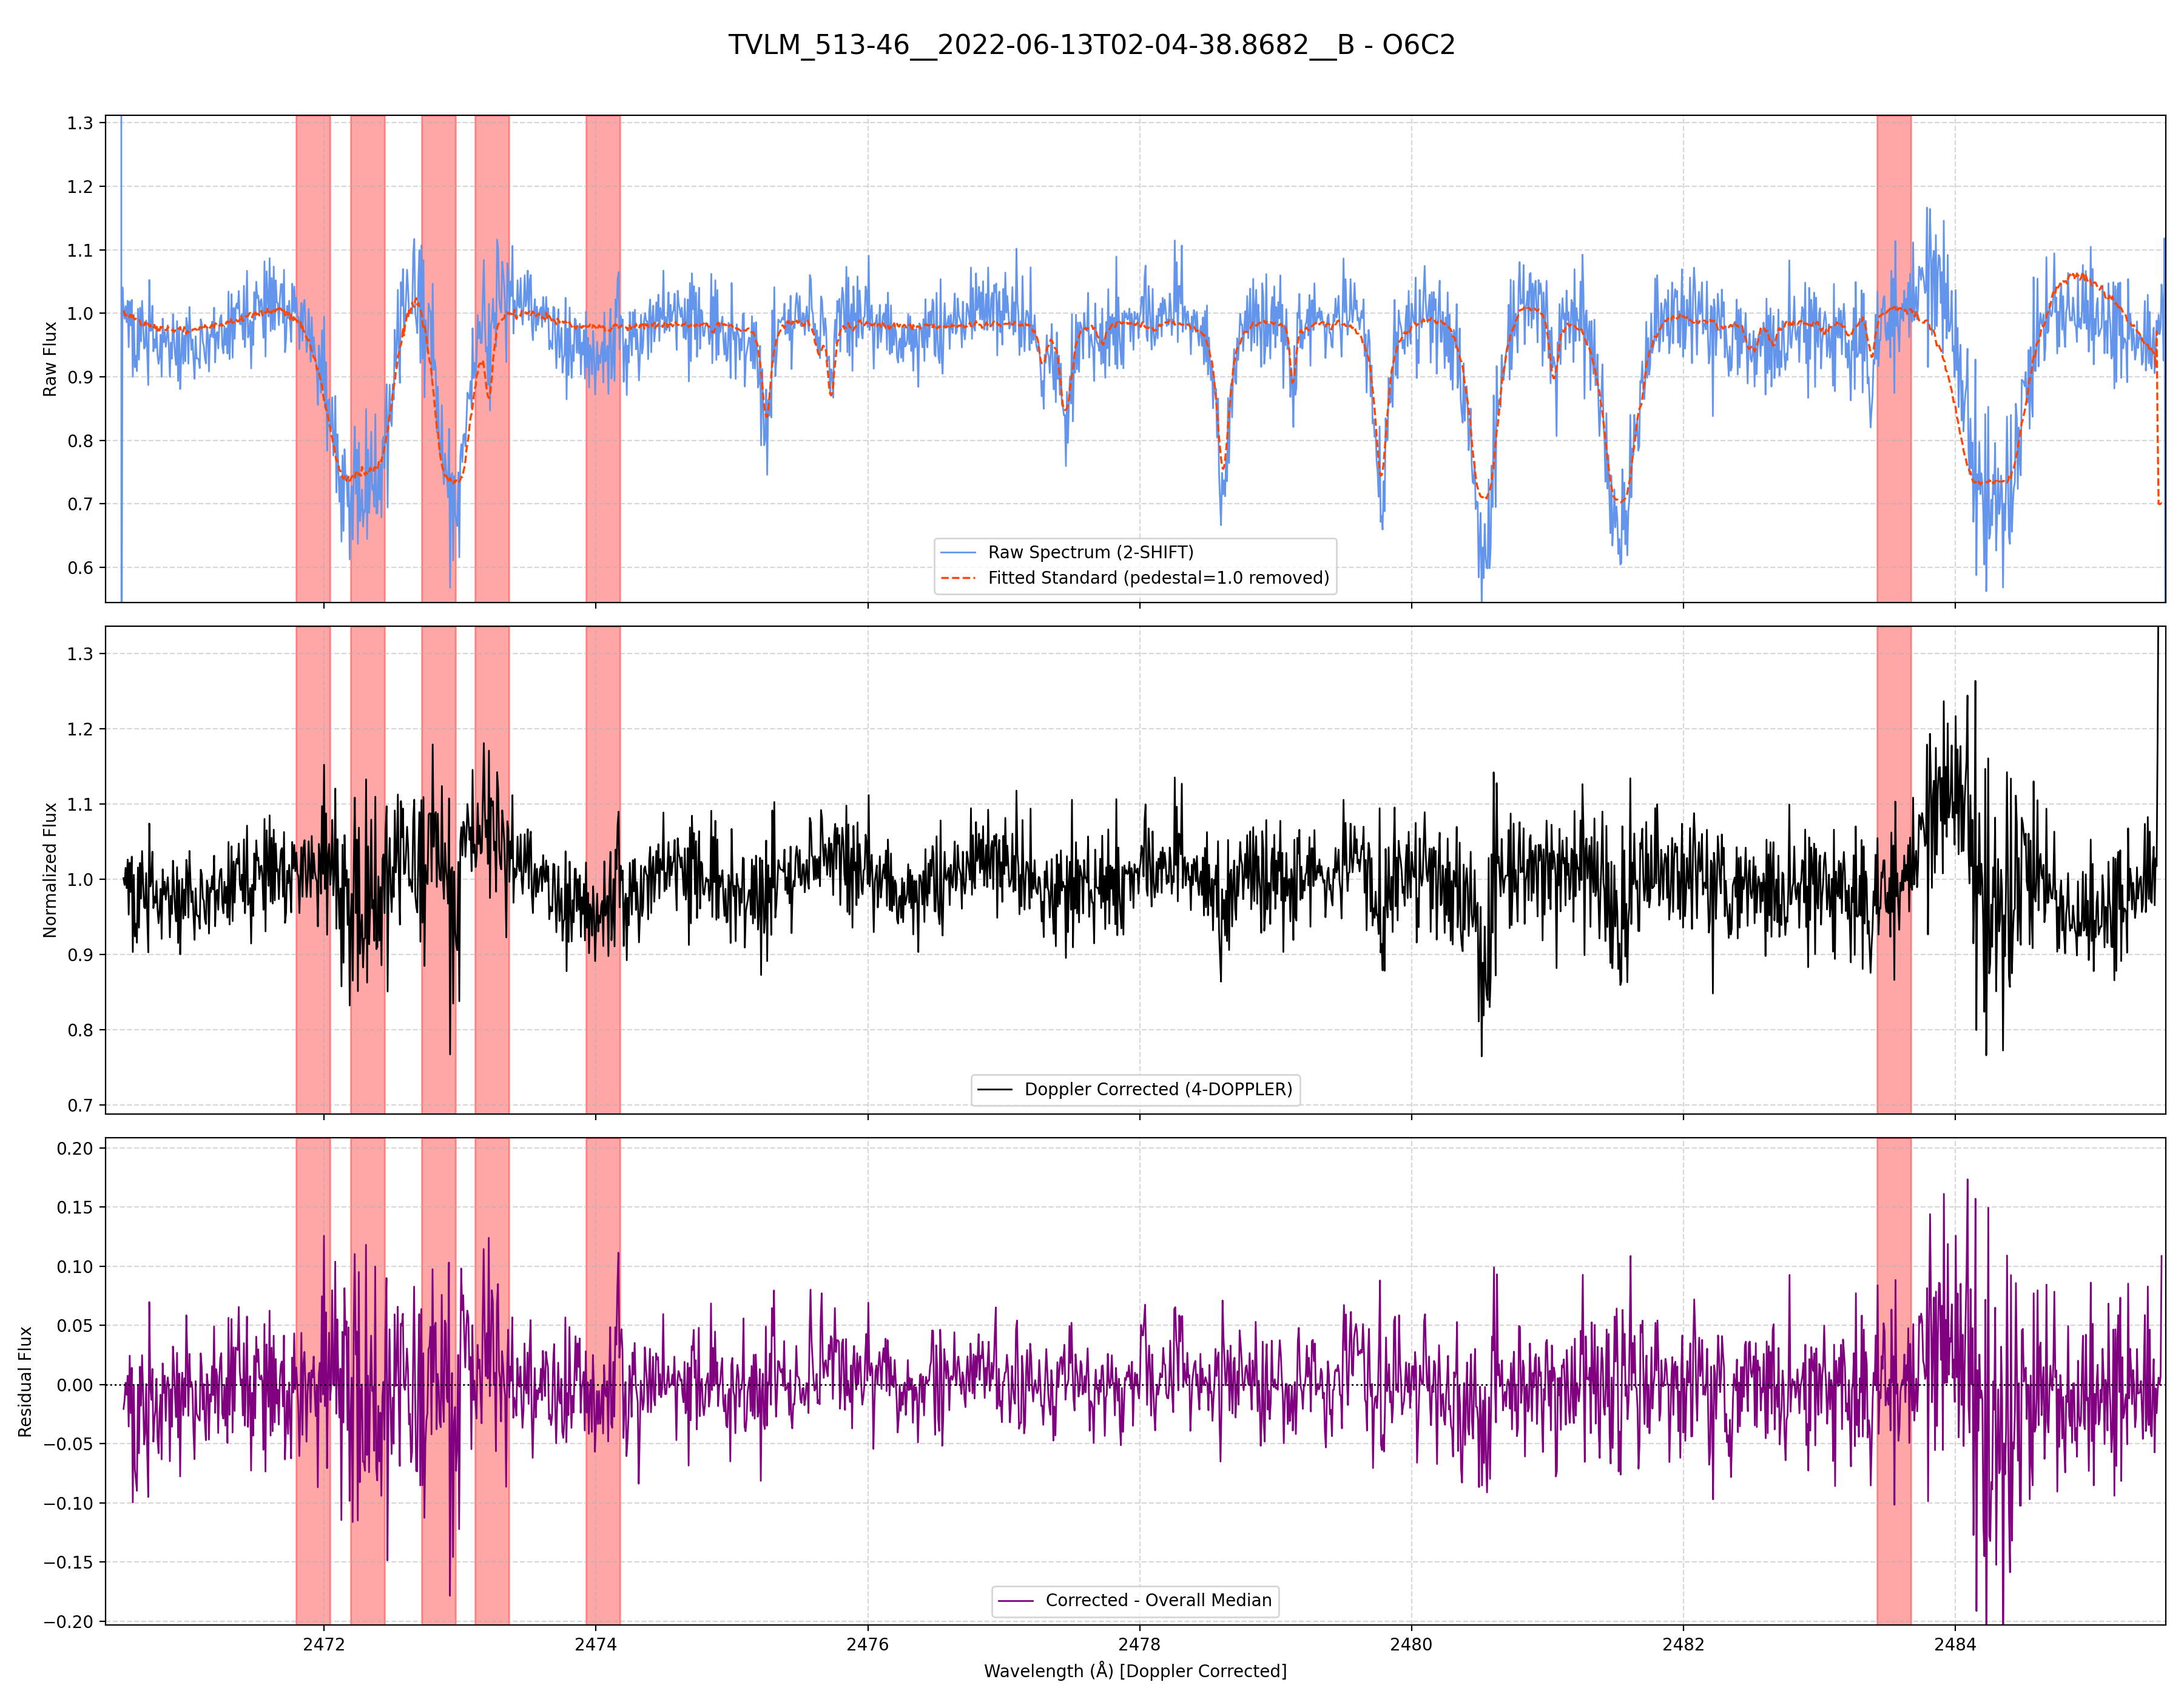 TVLM_513-46__2022-06-13T02-04-38.8682__B - O6C2
1.3
1.2
1.1
1.0
0.9
0.8
0.7
0.6
Raw Flux
Raw Spectrum (2-SHIFT)
Fitted Standard (pedestal=1.0 removed)
1.3
1.2
1.1
1.0
0.9
0.8
0.7
Normalized Flux
Doppler Corrected (4-DOPPLER)
0.20
0.15
0.10
0.05
0.00
−0.05
−0.10
−0.15
−0.20
Residual Flux
Corrected - Overall Median
2472 2474 2476 2478 2480 2482 2484
Wavelength (Å) [Doppler Corrected]